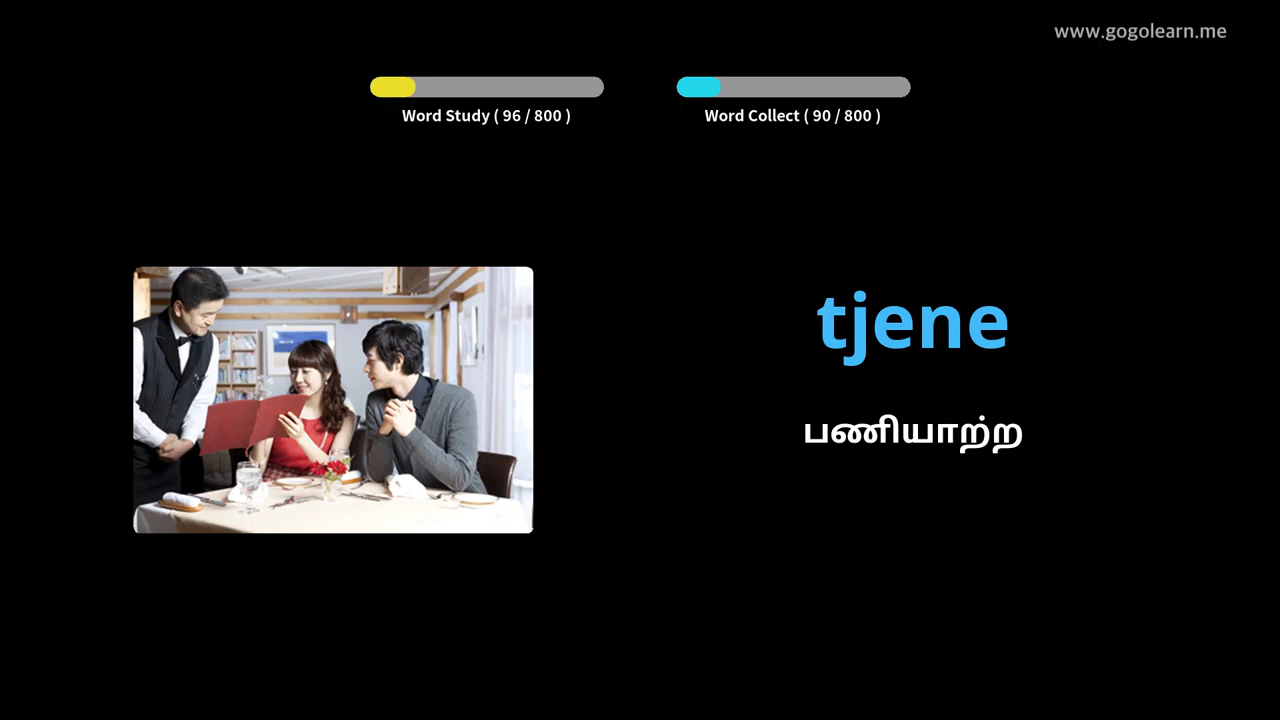 www.gogolearn.me
Word Study ( 96 / 800 )
Word Collect ( 90 / 800 )
tjene
பணியாற்ற